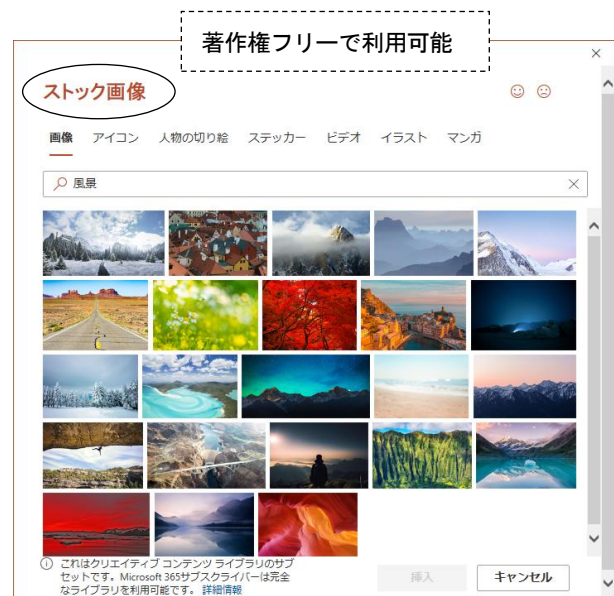 著作権フリーで利用可能
ストック画像
画像 アイコン 人物の切り絵 ステッカー ビデオ イラスト マンガ
風景
これはクリエイティブ コンテンツ ライブラリのサブ
セットです。Microsoft 365サブスクライバーは完全
なライブラリを利用可能です。 詳細情報
挿入 キャンセル